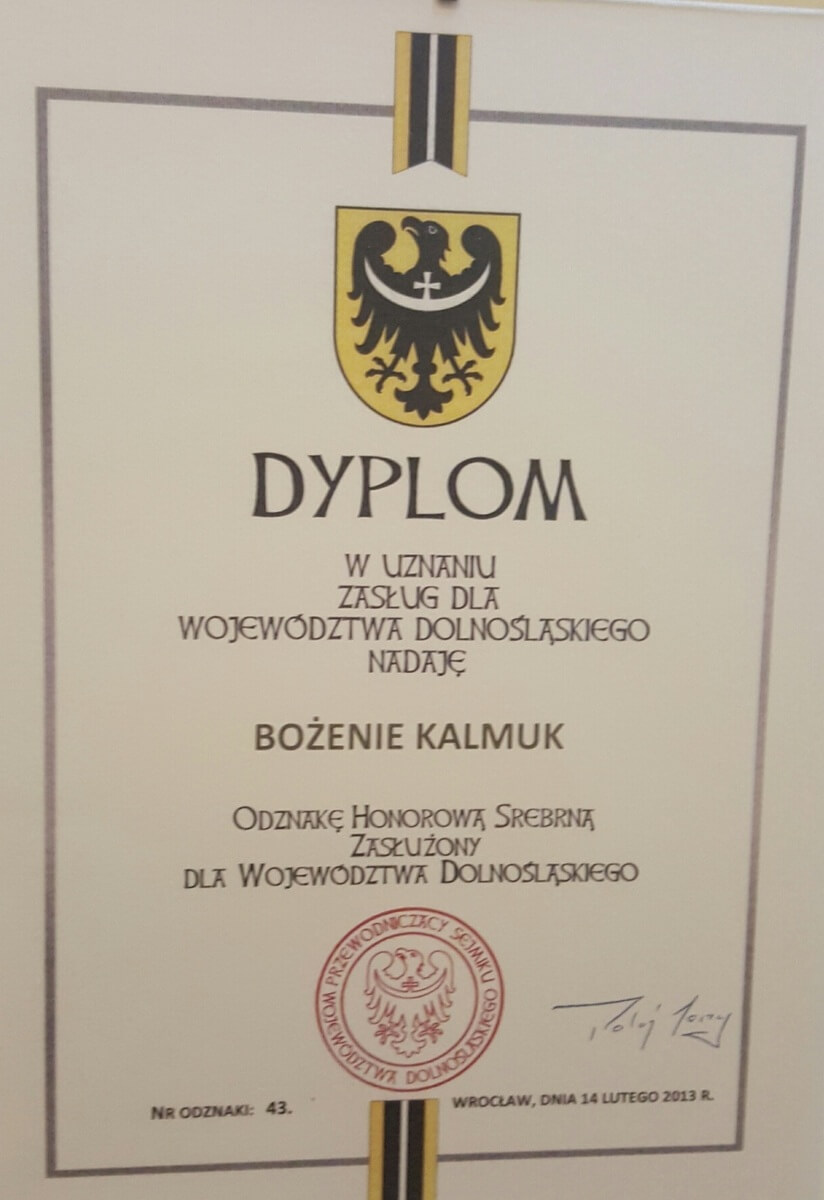 DYPLOM
W UZNANIU
ZASŁUG DLA
WOJEWÓDZTWA DOLNOŚLĄSKIEGO
NADAJĘ
BOŻENIE KALMUK
ODZNAKĘ HONOROWĄ SREBRNĄ
ZASŁUŻONY
DLA WOJEWÓDZTWA DOLNOŚLĄSKIEGO
PRZEWODNICZĄCY SEJMIKU
WOJEWÓDZTWA DOLNOŚLĄSKIEGO
NR ODZNAKI: 43.
WROCŁAW, DNIA 14 LUTEGO 2013 R.